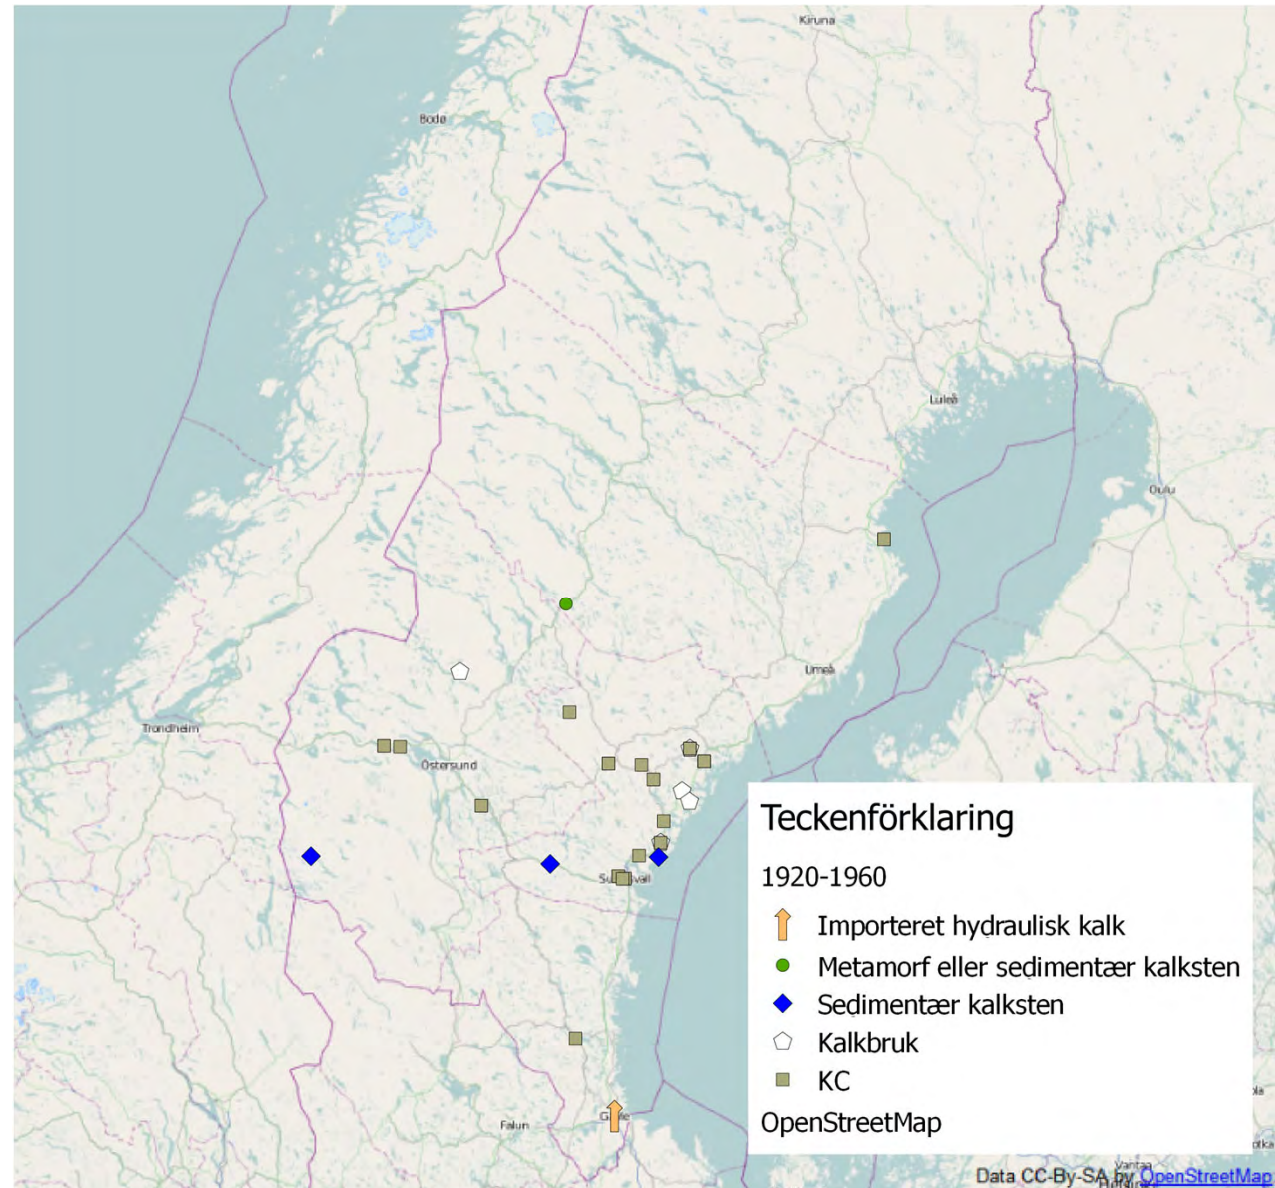 Kiruna
Bodø
Luleå
Oulu
Umeå
Trondheim
Östersund
Teckenförklaring
1920-1960
Importeret hydraulisk kalk
Metamorf eller sedimentær kalksten
Sedimentær kalksten
Kalkbruk
KC
OpenStreetMap
Falun
Data CC-By-SA by OpenStreetMap
Vantaa